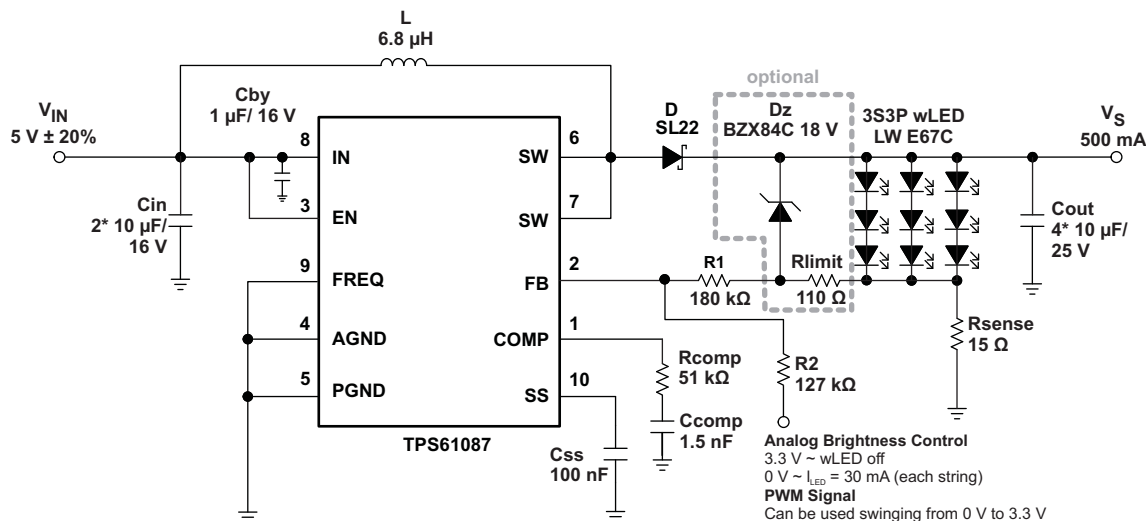 L
6.8 µH
optional
Cby
1 µF/ 16 V
VIN
5 V ± 20%
D
SL22
Dz
BZX84C 18 V
3S3P wLED
LW E67C
VS
500 mA
8
IN
6
SW
3
EN
7
SW
Cin
2* 10 µF/
16 V
Cout
4* 10 µF/
25 V
9
FREQ
2
FB
R1
180 kΩ
Rlimit
110 Ω
4
AGND
1
COMP
Rsense
15 Ω
Rcomp
51 kΩ
R2
127 kΩ
5
PGND
10
SS
Ccomp
1.5 nF
TPS61087
Css
100 nF
Analog Brightness Control
3.3 V ~ wLED off
0 V ~ ILED = 30 mA (each string)
PWM Signal
Can be used swinging from 0 V to 3.3 V